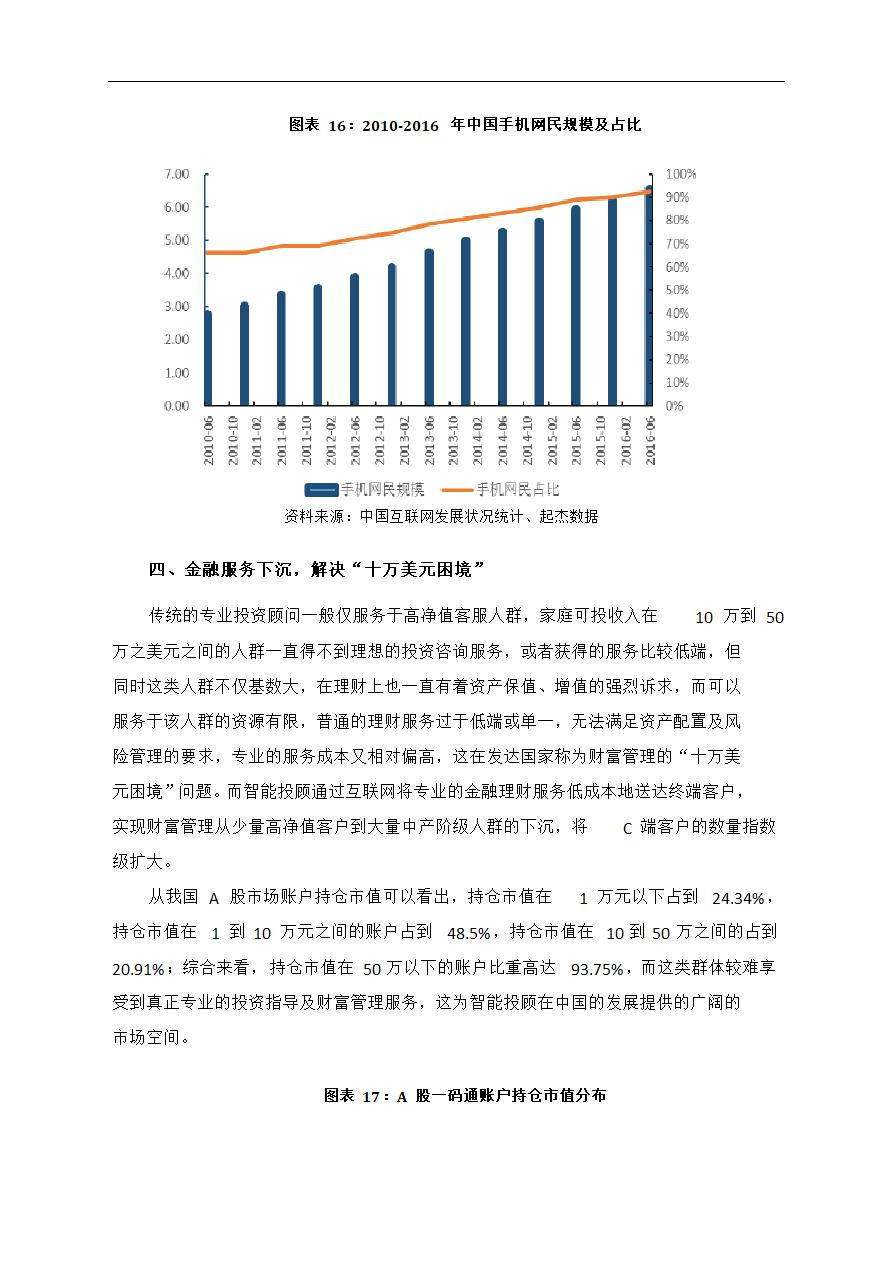 图表 16：2010-2016 年中国手机网民规模及占比
7.00
6.00
5.00
4.00
3.00
2.00
1.00
0.00
100%
90%
80%
70%
60%
50%
40%
30%
20%
10%
0%
2010-06
2010-10
2011-02
2011-06
2011-10
2012-02
2012-06
2012-10
2013-02
2013-06
2013-10
2014-02
2014-06
2014-10
2015-02
2015-06
2015-10
2016-02
2016-06
手机网民规模 手机网民占比
资料来源：中国互联网发展状况统计、起杰数据
四、金融服务下沉，解决“十万美元困境”
传统的专业投资顾问一般仅服务于高净值客服人群，家庭可投收入在 10 万到 50
万之美元之间的人群一直得不到理想的投资咨询服务，或者获得的服务比较低端，但
同时这类人群不仅基数大，在理财上也一直有着资产保值、增值的强烈诉求，而可以
服务于该人群的资源有限，普通的理财服务过于低端或单一，无法满足资产配置及风
险管理的要求，专业的服务成本又相对偏高，这在发达国家称为财富管理的“十万美
元困境”问题。而智能投顾通过互联网将专业的金融理财服务低成本地送达终端客户，
实现财富管理从少量高净值客户到大量中产阶级人群的下沉，将 C 端客户的数量指数
级扩大。
从我国 A 股市场账户持仓市值可以看出，持仓市值在 1 万元以下占到 24.34%，
持仓市值在 1 到 10 万元之间的账户占到 48.5%，持仓市值在 10 到 50 万之间的占到
20.91%；综合来看，持仓市值在 50 万以下的账户比重高达 93.75%，而这类群体较难享
受到真正专业的投资指导及财富管理服务，这为智能投顾在中国的发展提供的广阔的
市场空间。
图表 17：A 股一码通账户持仓市值分布